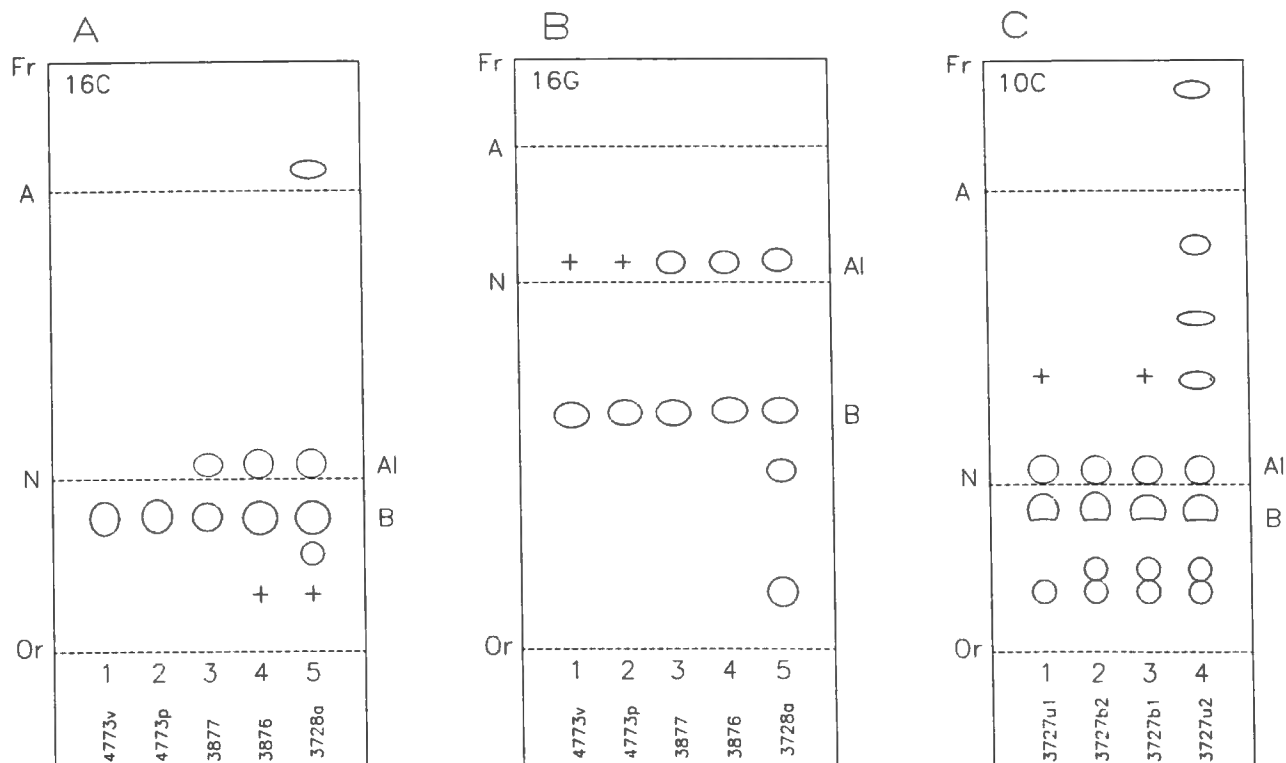 A
Fr
16C
A
N
Al
B
+ +
Or
1 2 3 4 5
4773v 4773p 3877 3876 3728a
B
Fr
16G
A
+ +
Al
N
B
Or
1 2 3 4 5
4773v 4773p 3877 3876 3728a
C
Fr
10C
A
+ +
Al
N
B
Or
1 2 3 4
3727u1 3727b2 3727b1 3727u2